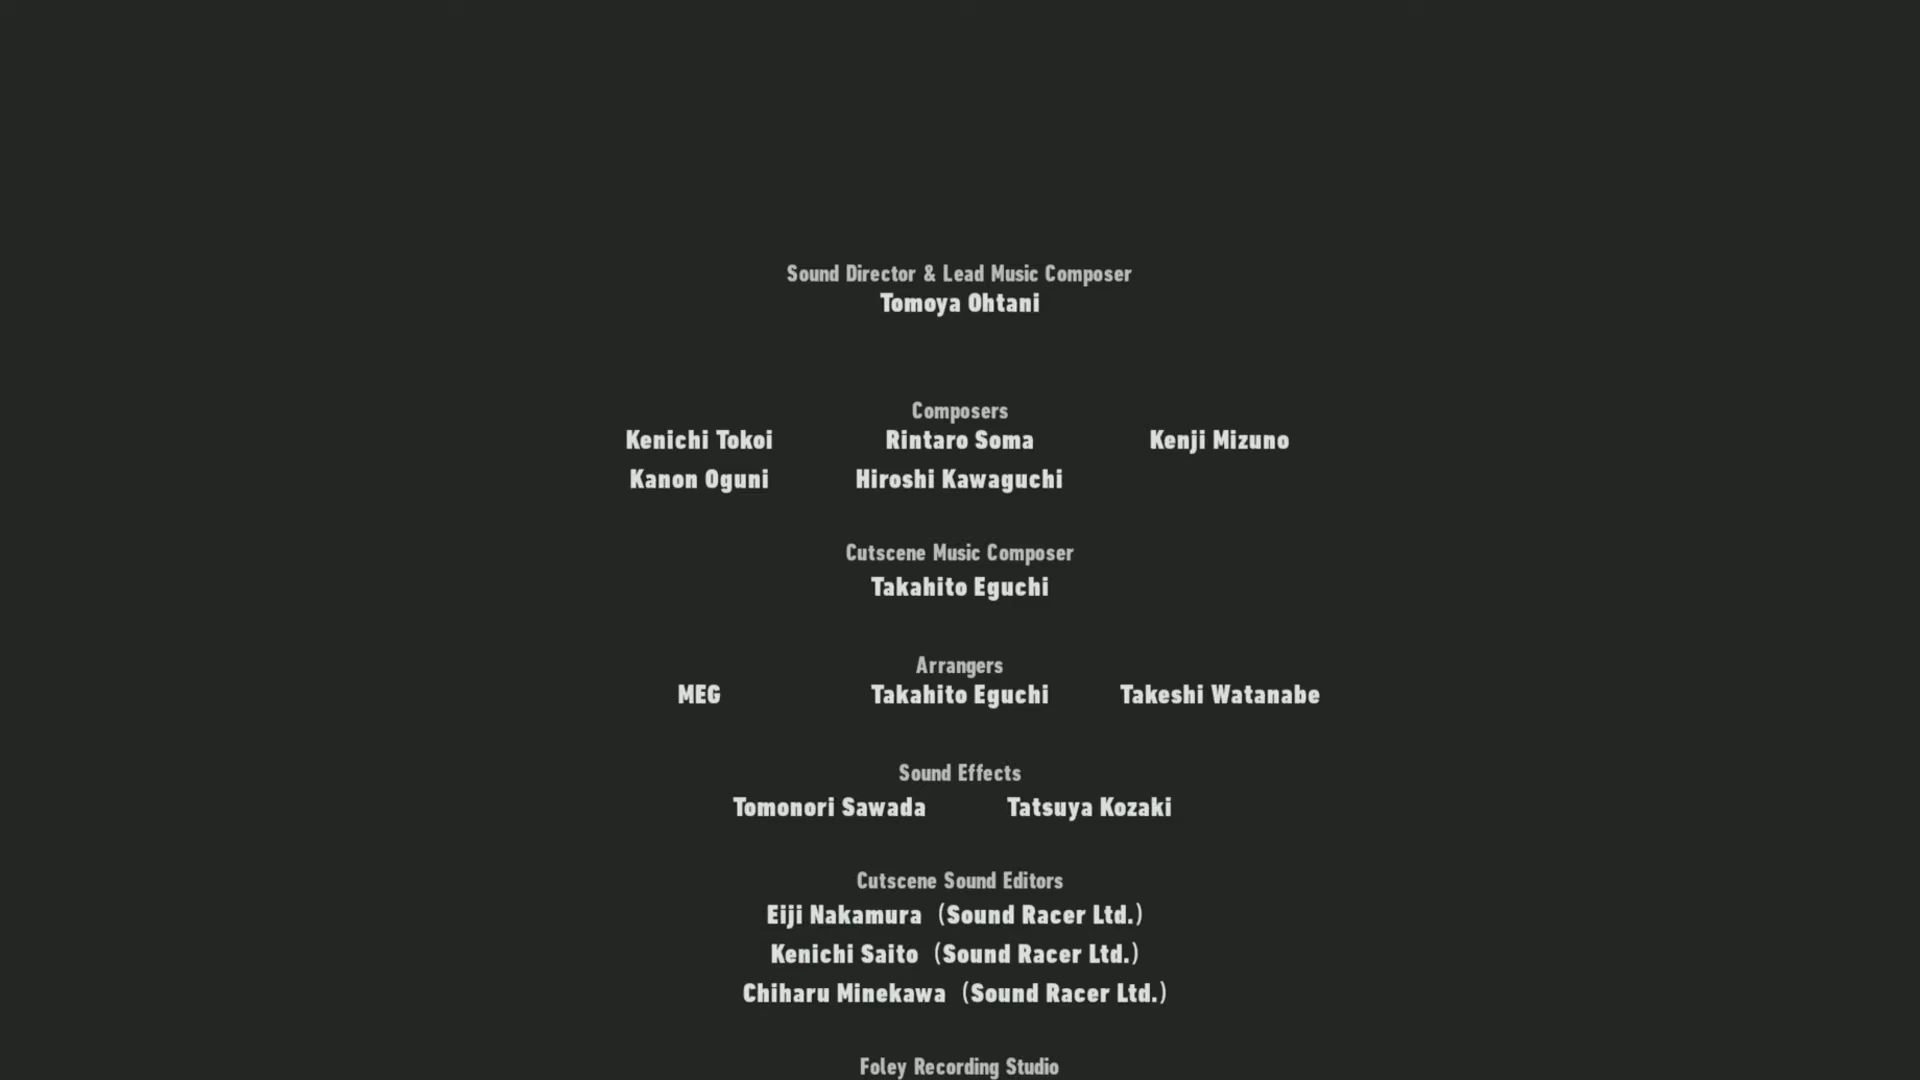 Sound Director & Lead Music Composer
Tomoya Ohtani
Composers
Kenichi Tokoi Rintaro Soma Kenji Mizuno
Kanon Oguni Hiroshi Kawaguchi
Cutscene Music Composer
Takahito Eguchi
Arrangers
MEG Takahito Eguchi Takeshi Watanabe
Sound Effects
Tomonori Sawada Tatsuya Kozaki
Cutscene Sound Editors
Eiji Nakamura (Sound Racer Ltd.)
Kenichi Saito (Sound Racer Ltd.)
Chiharu Minekawa (Sound Racer Ltd.)
Foley Recording Studio